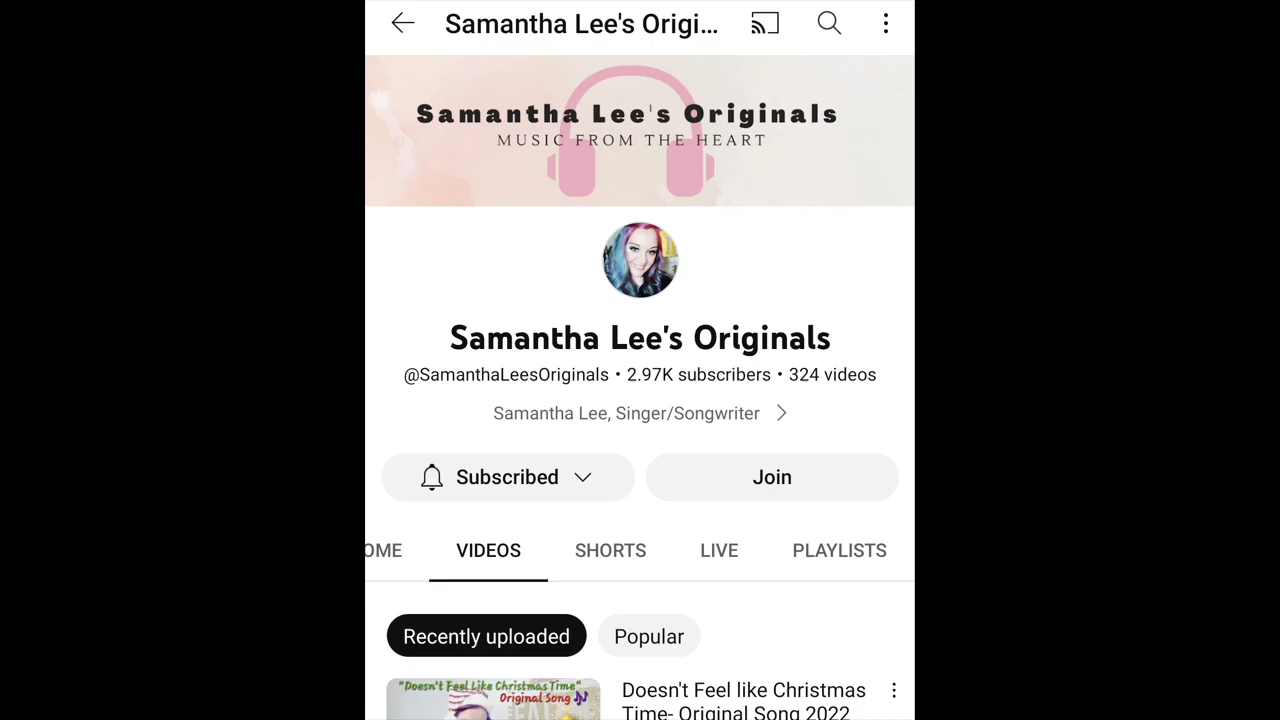 Samantha Lee's Origi...
Samantha Lee's Originals
MUSIC FROM THE HEART
Samantha Lee's Originals
@SamanthaLeesOriginals • 2.97K subscribers • 324 videos
Samantha Lee, Singer/Songwriter
Subscribed
Join
OME
VIDEOS
SHORTS
LIVE
PLAYLISTS
Recently uploaded
Popular
"Doesn't Feel Like Christmas Time"
Original Song
Doesn't Feel like Christmas
Time- Original Song 2022